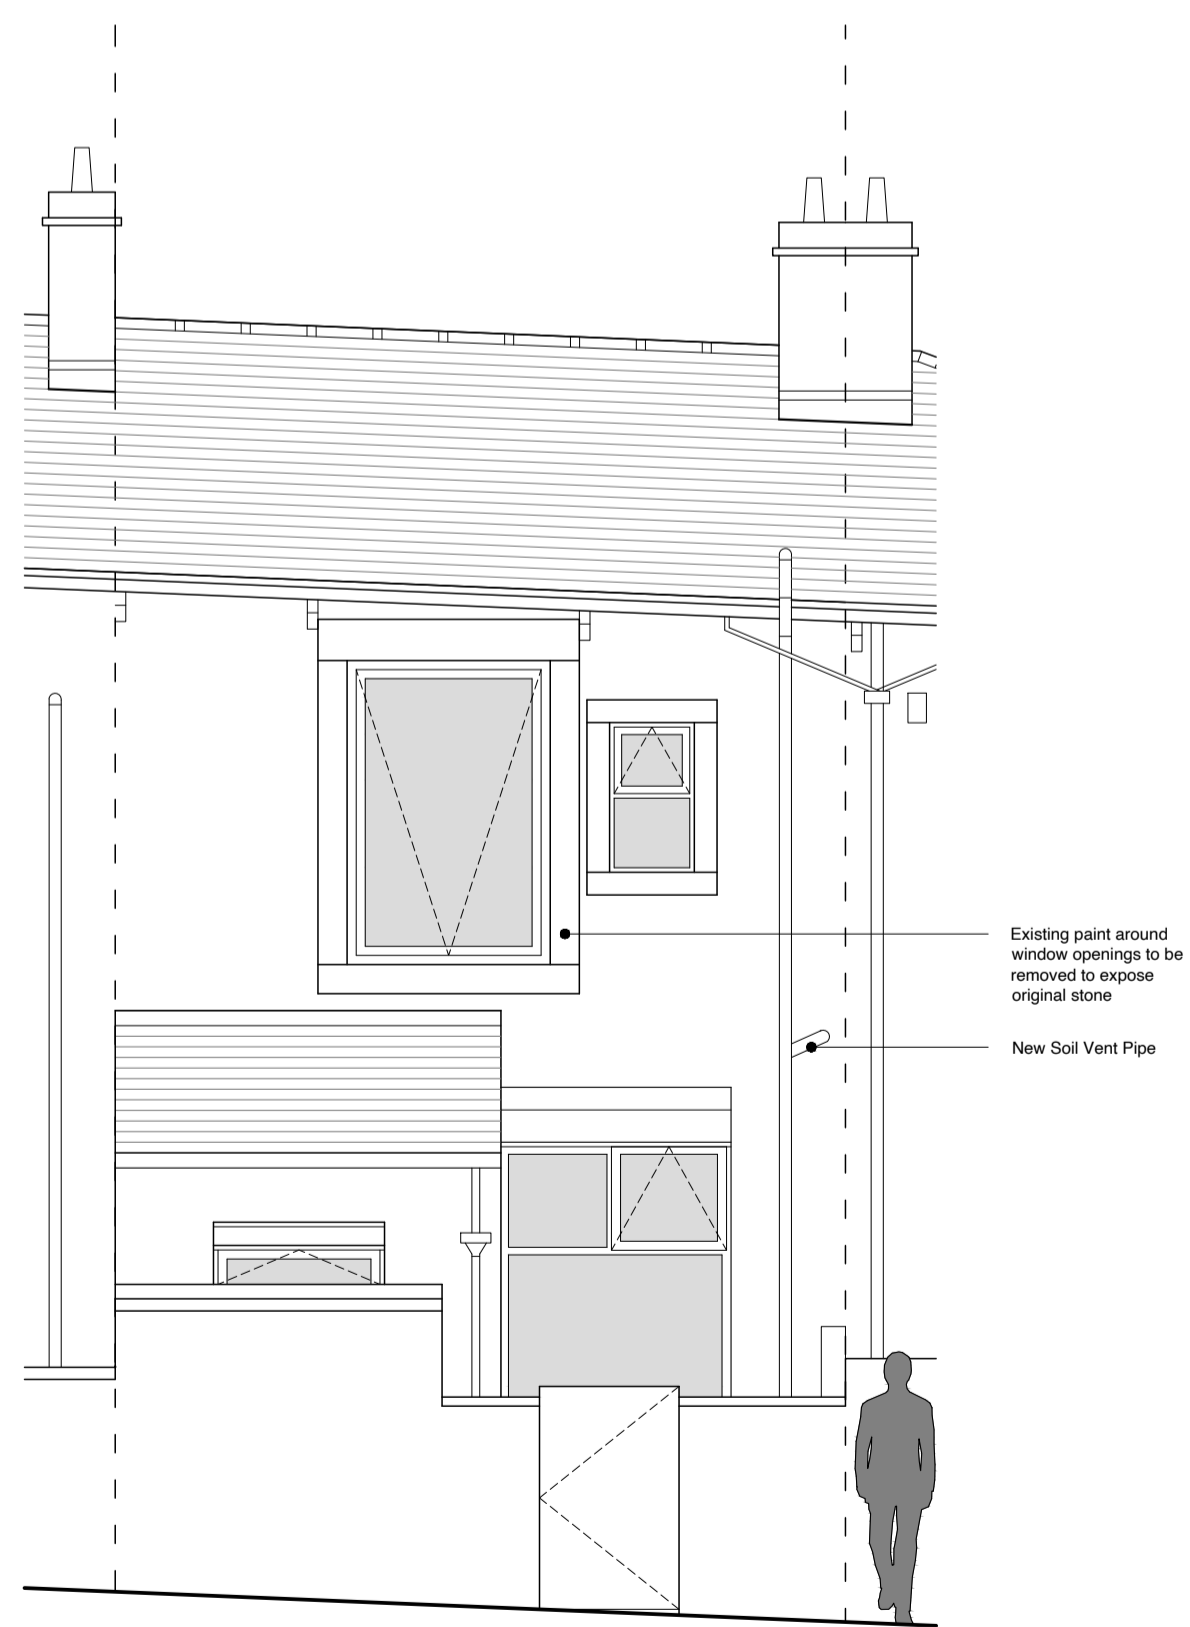 Existing paint around
window openings to be
removed to expose
original stone
New Soil Vent Pipe